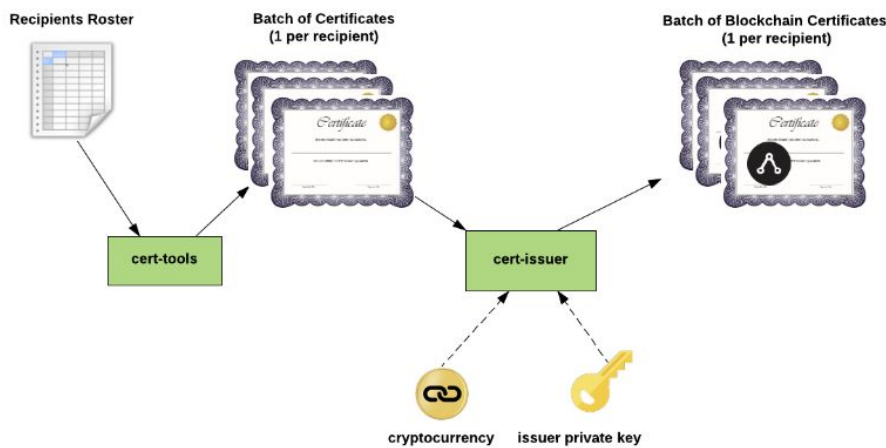 Recipients Roster
Batch of Certificates
(1 per recipient)
Batch of Blockchain Certificates
(1 per recipient)
Certificate
Certificate
cert-tools
cert-issuer
cryptocurrency
issuer private key